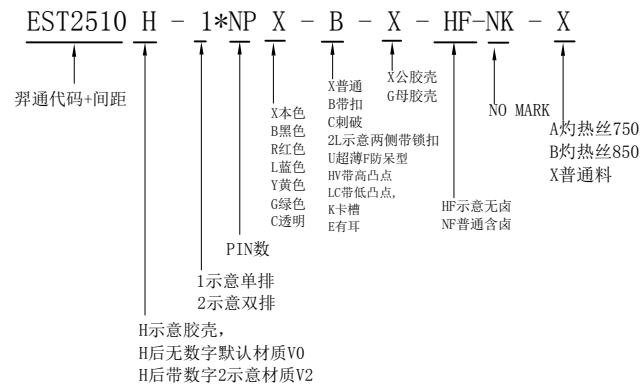 EST2510 H - 1*NP X - B - X - HF-NK - X
羿通代码+间距
X本色
B黑色
R红色
L蓝色
Y黄色
G绿色
C透明
X普通
B带扣
C刺破
2L示意两侧带锁扣
U超薄F防呆型
HV带高凸点
LC带低凸点,
K卡槽
E有耳
X公胶壳
G母胶壳
NO MARK
A灼热丝750
B灼热丝850
X普通料
HF示意无卤
NF普通含卤
PIN数
1示意单排
2示意双排
H示意胶壳,
H后无数字默认材质V0
H后带数字2示意材质V2